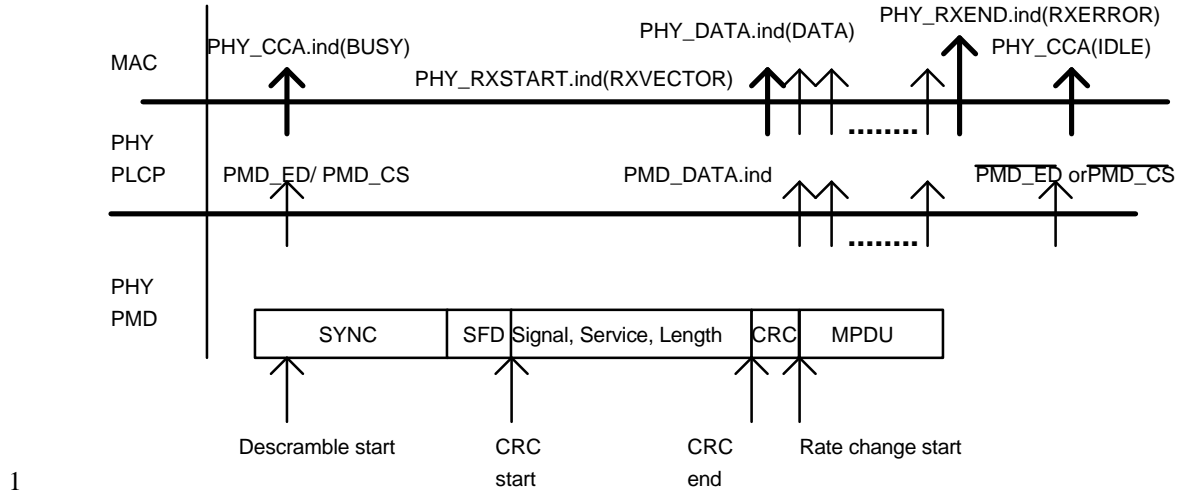 PHY_RXEND.ind(RXERROR)
PHY_DATA.ind(DATA)
PHY_CCA.ind(BUSY)
PHY_CCA(IDLE)
MAC
PHY_RXSTART.ind(RXVECTOR)
........
PHY
PLCP
PMD_ED/ PMD_CS
PMD_DATA.ind
PMD_ED orPMD_CS
........
PHY
PMD
SYNC
SFD
Signal, Service, Length
CRC
MPDU
Descramble start
CRC
start
CRC
end
Rate change start
1